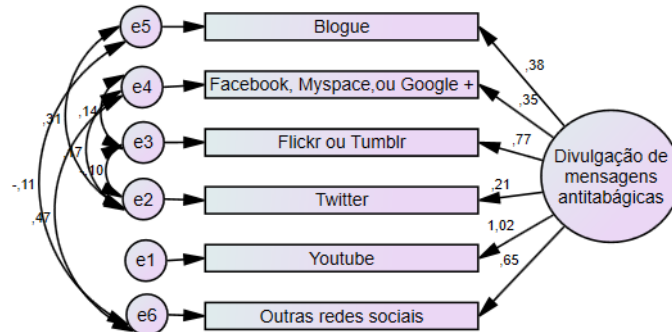 e5
Blogue
,38
e4
Facebook, Myspace,ou Google +
,14
,35
,31
e3
Flickr ou Tumblr
,77
,17
,10
Divulgação de
mensagens
antitabágicas
-,11
e2
Twitter
,21
,47
1,02
e1
Youtube
,65
e6
Outras redes sociais